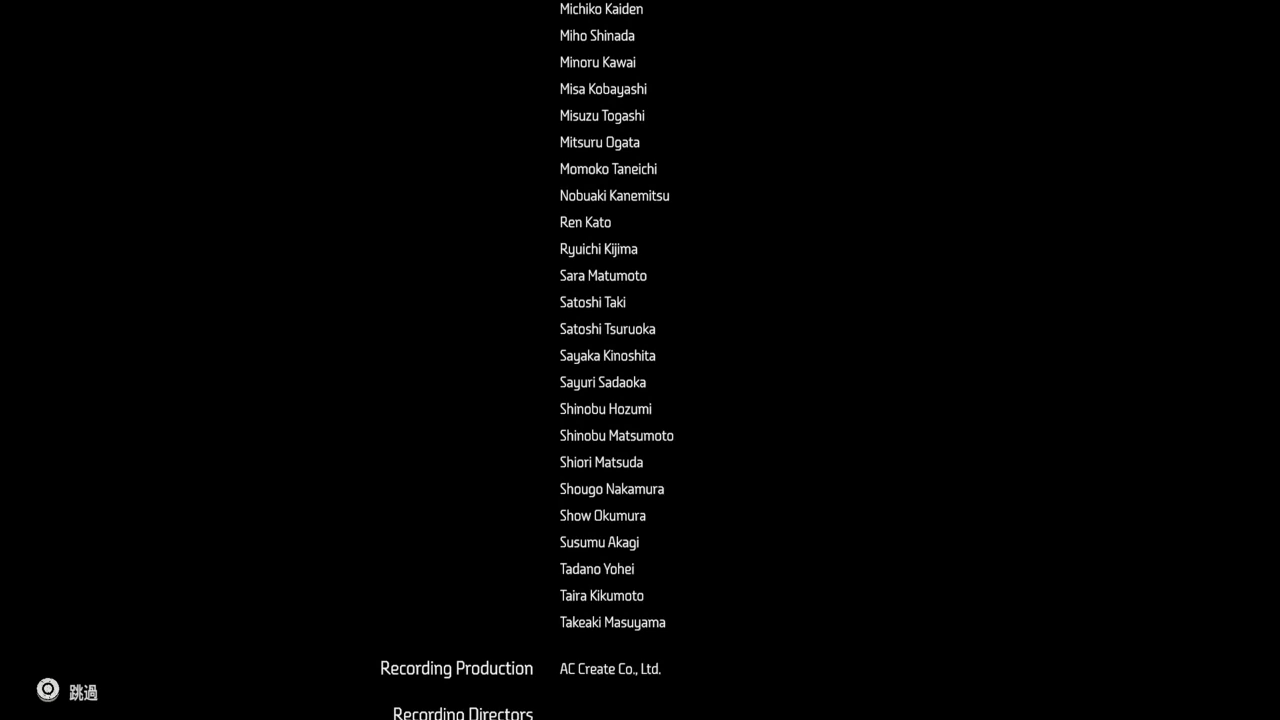 Michiko Kaiden
Miho Shinada
Minoru Kawai
Misa Kobayashi
Misuzu Togashi
Mitsuru Ogata
Momoko Taneichi
Nobuaki Kanemitsu
Ren Kato
Ryuichi Kijima
Sara Matumoto
Satoshi Taki
Satoshi Tsuruoka
Sayaka Kinoshita
Sayuri Sadaoka
Shinobu Hozumi
Shinobu Matsumoto
Shiori Matsuda
Shougo Nakamura
Show Okumura
Susumu Akagi
Tadano Yohei
Taira Kikumoto
Takeaki Masuyama
Recording Production AC Create Co., Ltd.
跳過
Recording Directors